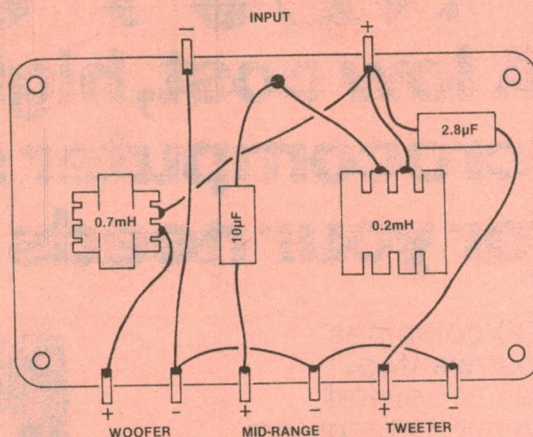 INPUT
− +
2.8µF
0.7mH
10µF
0.2mH
+ − + − + −
WOOFER MID-RANGE TWEETER